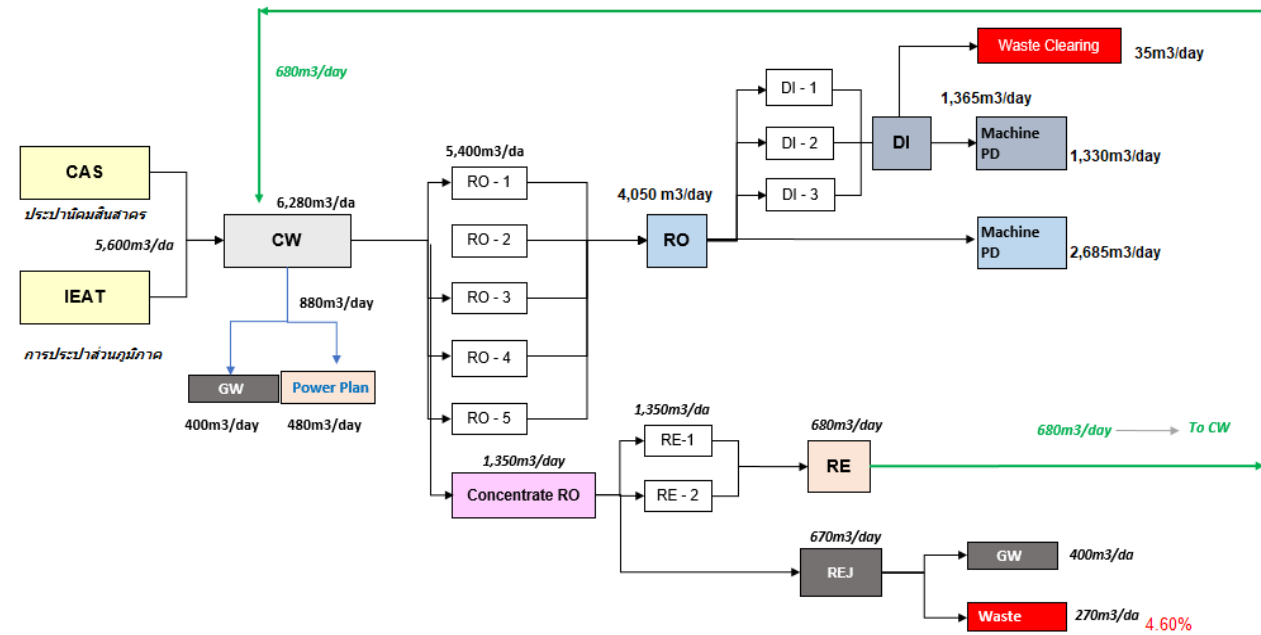 680m3/day
CAS
ประปานิคมสินสาคร
5,600m3/da
IEAT
การประปาส่วนภูมิภาค
6,280m3/da
CW
880m3/day
GW
Power Plan
400m3/day
480m3/day
5,400m3/da
RO - 1
RO - 2
RO - 3
RO - 4
RO - 5
1,350m3/day
Concentrate RO
4,050 m3/day
RO
DI - 1
DI - 2
DI - 3
DI
Waste Clearing
35m3/day
1,365m3/day
Machine
PD
1,330m3/day
Machine
PD
2,685m3/day
1,350m3/da
RE-1
RE - 2
680m3/day
RE
680m3/day
To CW
670m3/day
REJ
GW
400m3/da
Waste
270m3/da
4.60%